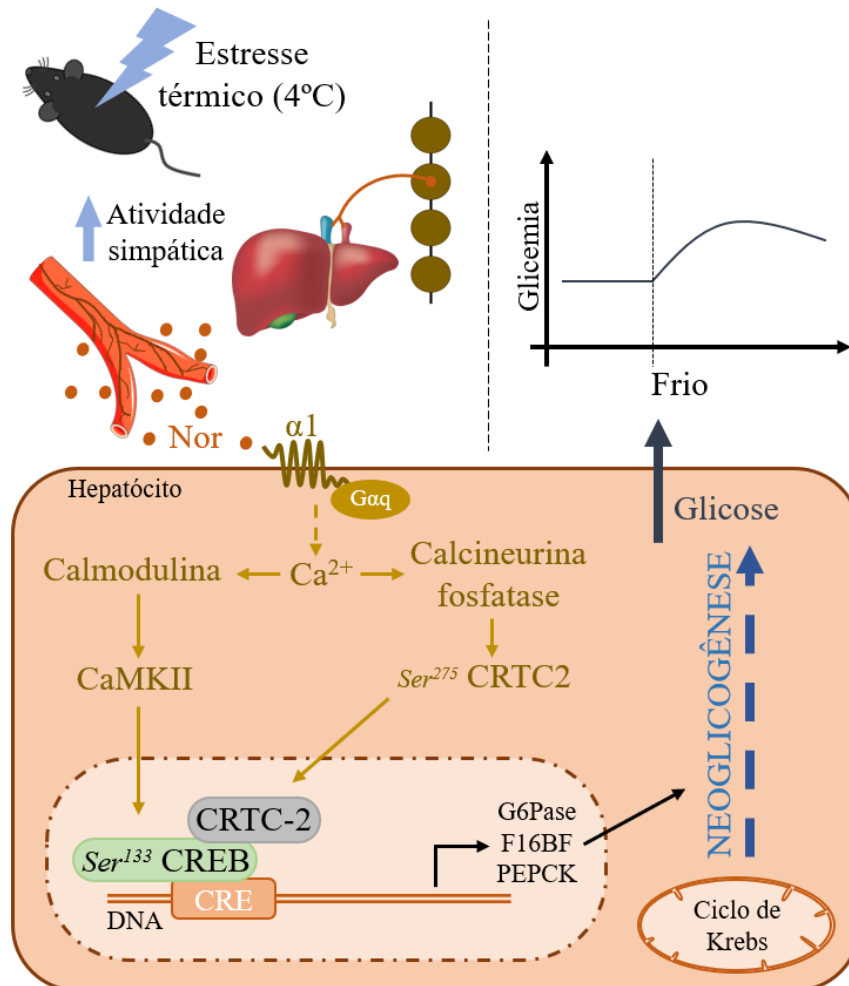 Estresse
térmico (4ºC)
Atividade
simpática
Nor
α1
Gαq
Glicemia
Frio
Hepatócito
Calmodulina
Ca²⁺
Calcineurina
fosfatase
CaMKII
Ser²⁷⁵ CRTC2
CRTC-2
Ser¹³³ CREB
CRE
DNA
G6Pase
F16BF
PEPCK
Glicose
NEOGLICOGÊNESE
Ciclo de
Krebs